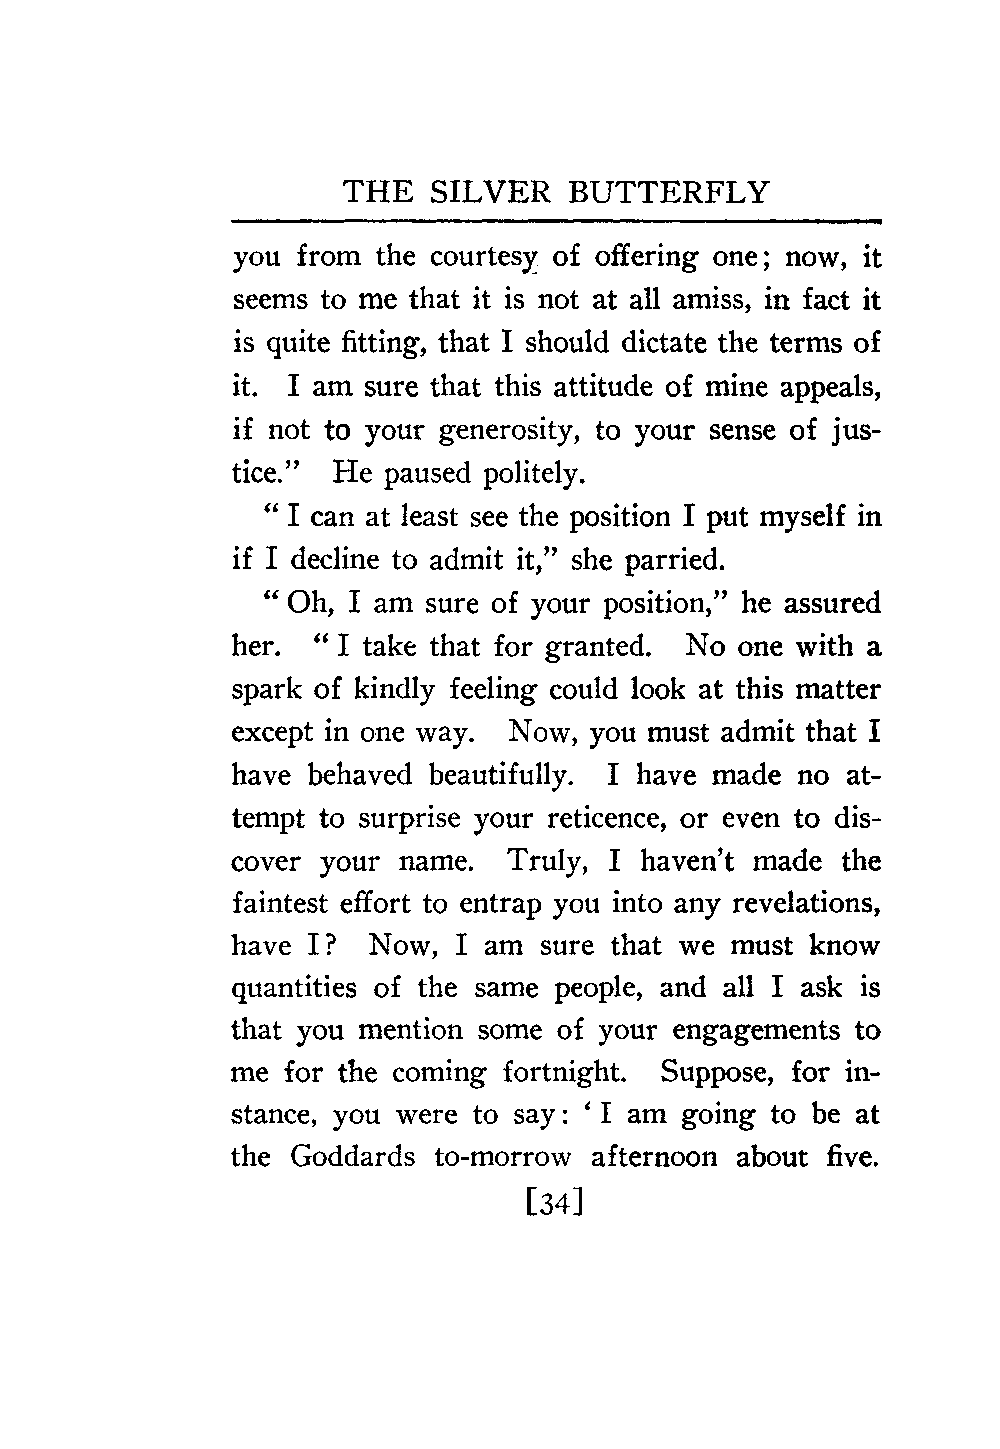 THE SILVER BUTTERFLY
you from the courtesy of offering one; now, it
seems to me that it is not at all amiss, in fact it
is quite fitting, that I should dictate the terms of
it. I am sure that this attitude of mine appeals,
if not to your generosity, to your sense of jus-
tice." He paused politely.
"I can at least see the position I put myself in
if I decline to admit it," she parried.
"Oh, I am sure of your position," he assured
her. "I take that for granted. No one with a
spark of kindly feeling could look at this matter
except in one way. Now, you must admit that I
have behaved beautifully. I have made no at-
tempt to surprise your reticence, or even to dis-
cover your name. Truly, I haven't made the
faintest effort to entrap you into any revelations,
have I? Now, I am sure that we must know
quantities of the same people, and all I ask is
that you mention some of your engagements to
me for the coming fortnight. Suppose, for in-
stance, you were to say: 'I am going to be at
the Goddards to-morrow afternoon about five.
[34]